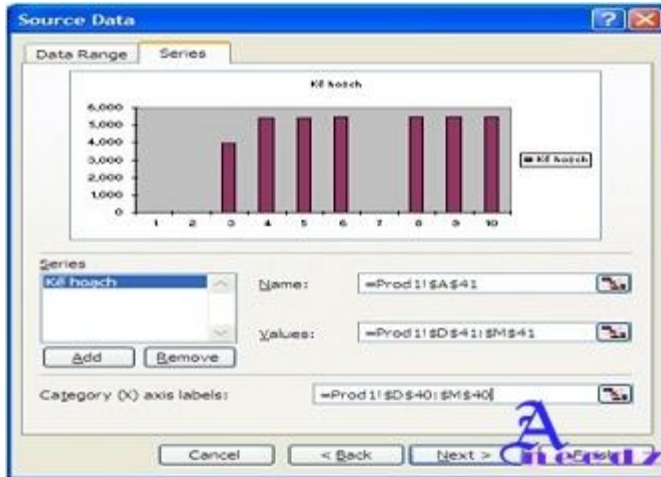 Source Data
Data Range Series
Kế hoạch
6,000
5,000
4,000
3,000
2,000
1,000
0
1 2 3 4 5 6 7 8 9 10
Kế hoạch
Series
Kế hoạch
Name: =Prod1!$A$41
Values: =Prod1!$D$41:$M$41
Add Remove
Category (X) axis labels: =Prod1!$D$40:$M$40
Cancel < Back Next > Finish